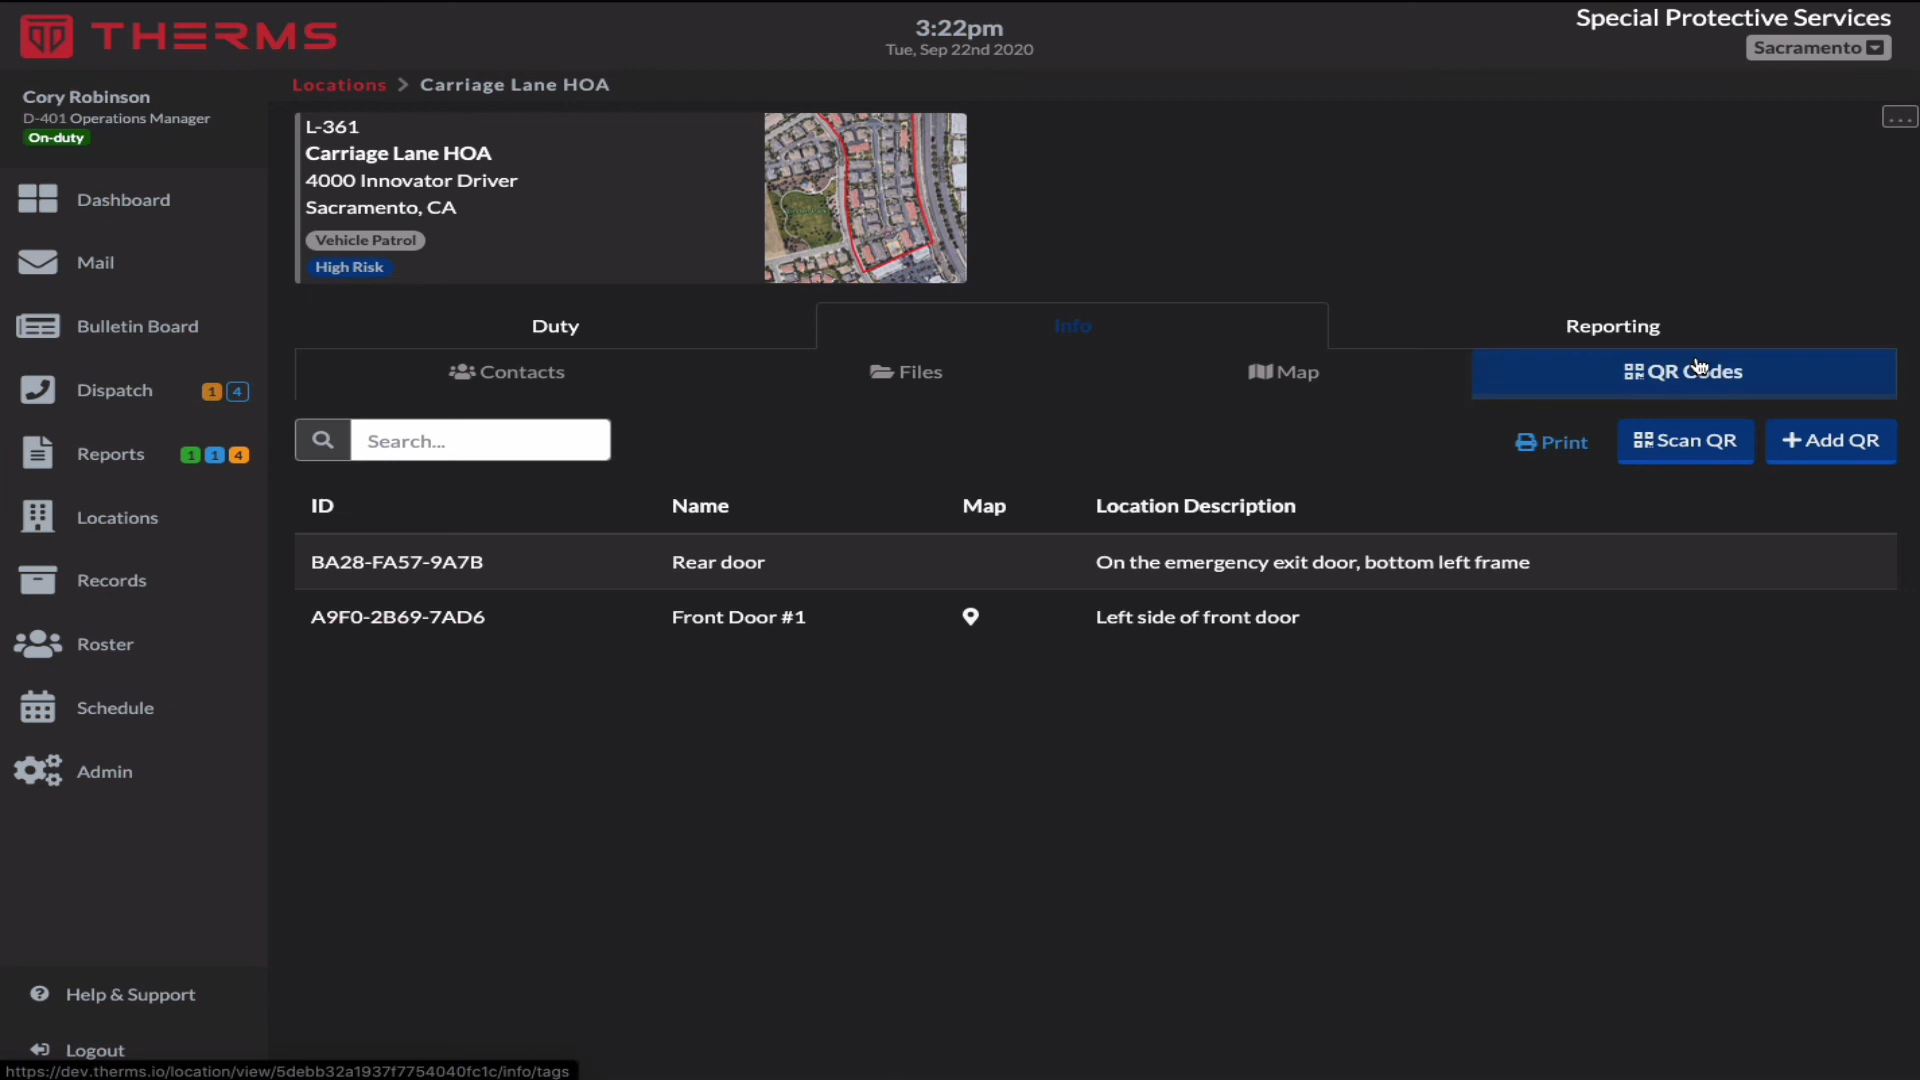 THERMS
3:22pm
Tue, Sep 22nd 2020
Special Protective Services
Sacramento
Cory Robinson
D-401 Operations Manager
On-duty
Dashboard
Mail
Bulletin Board
Dispatch 1 4
Reports 1 1 4
Locations
Records
Roster
Schedule
Admin
Help & Support
Logout
Locations > Carriage Lane HOA
...
L-361
Carriage Lane HOA
4000 Innovator Driver
Sacramento, CA
Vehicle Patrol
High Risk
Duty Info Reporting
Contacts Files Map QR Codes
Search... Print Scan QR + Add QR
ID Name Map Location Description
BA28-FA57-9A7B Rear door On the emergency exit door, bottom left frame
A9F0-2B69-7AD6 Front Door #1 Left side of front door
https://dev.therms.io/location/view/5debb32a1937f7754040fc1c/info/tags